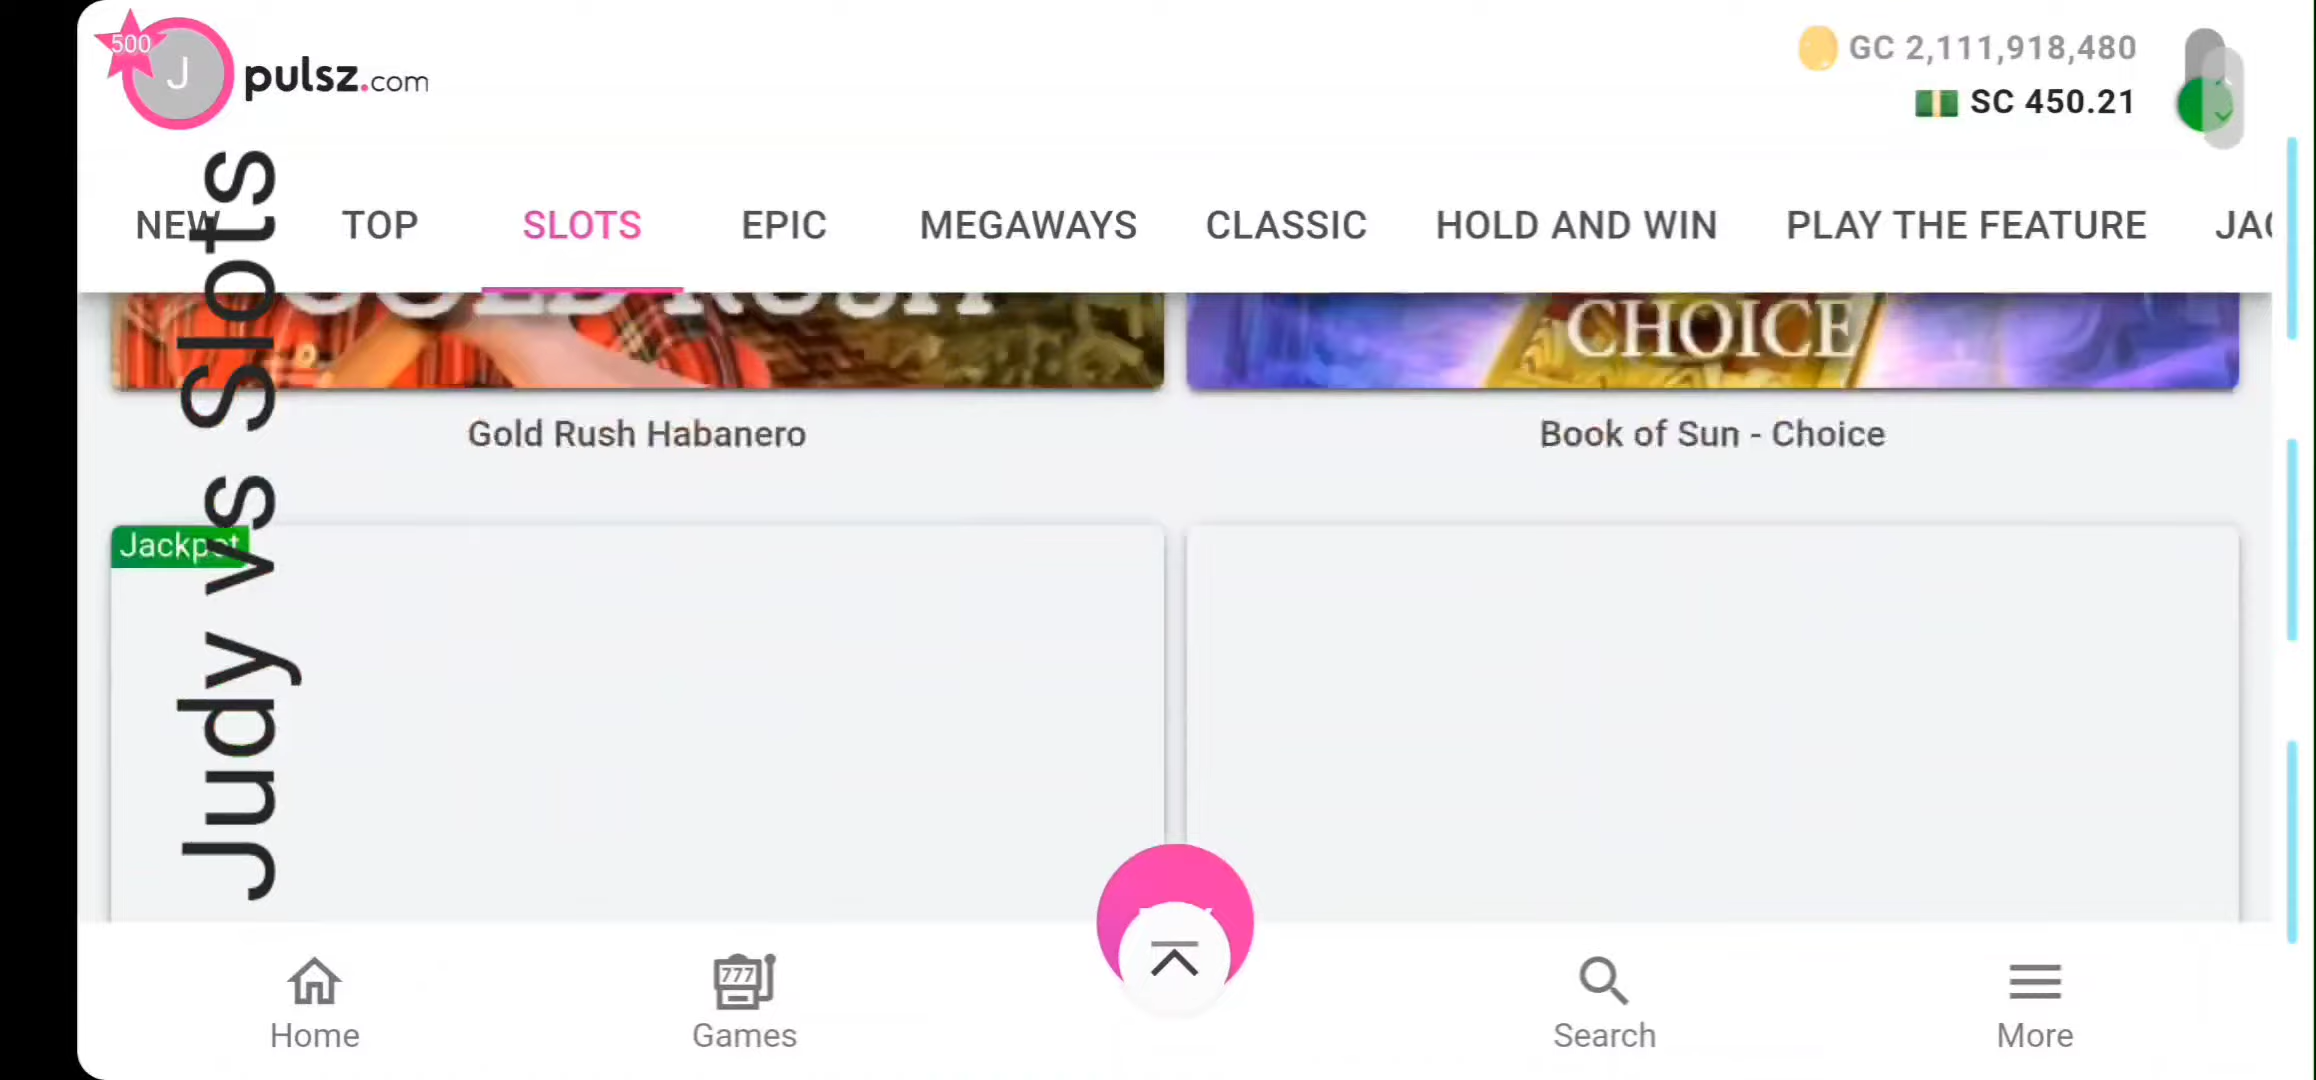 500
J
pulsz.com
GC 2,111,918,480
SC 450.21
NEW TOP SLOTS EPIC MEGAWAYS CLASSIC HOLD AND WIN PLAY THE FEATURE
GOLD RUSH
CHOICE
Gold Rush Habanero
Book of Sun - Choice
Jackpot
Judy vs Slots
777
Home
Games
Search
More